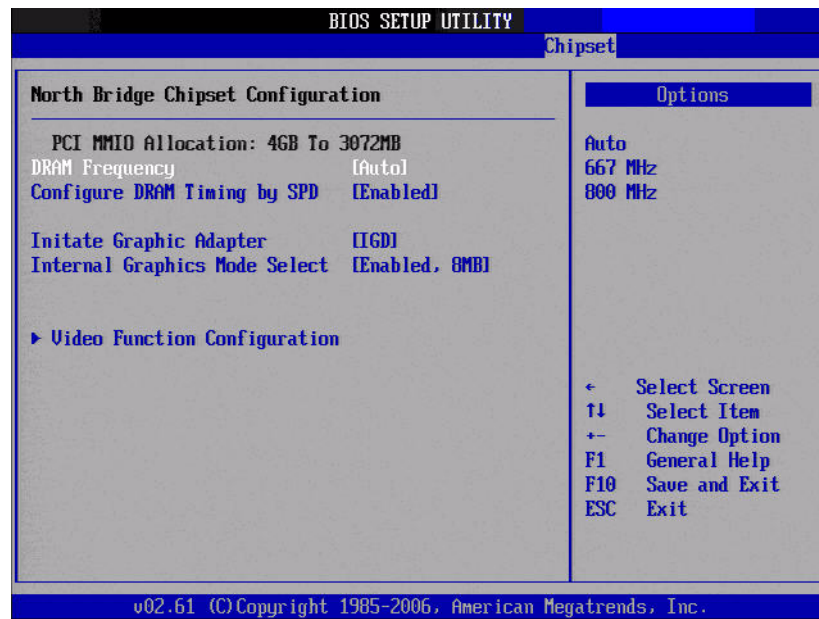 BIOS SETUP UTILITY
Chipset
North Bridge Chipset Configuration
PCI MMIO Allocation: 4GB To 3072MB
DRAM Frequency [Auto]
Configure DRAM Timing by SPD [Enabled]
Initate Graphic Adapter [IGD]
Internal Graphics Mode Select [Enabled, 8MB]
▶ Video Function Configuration
Options
Auto
667 MHz
800 MHz
← Select Screen
↑↓ Select Item
+- Change Option
F1 General Help
F10 Save and Exit
ESC Exit
v02.61 (C)Copyright 1985-2006, American Megatrends, Inc.